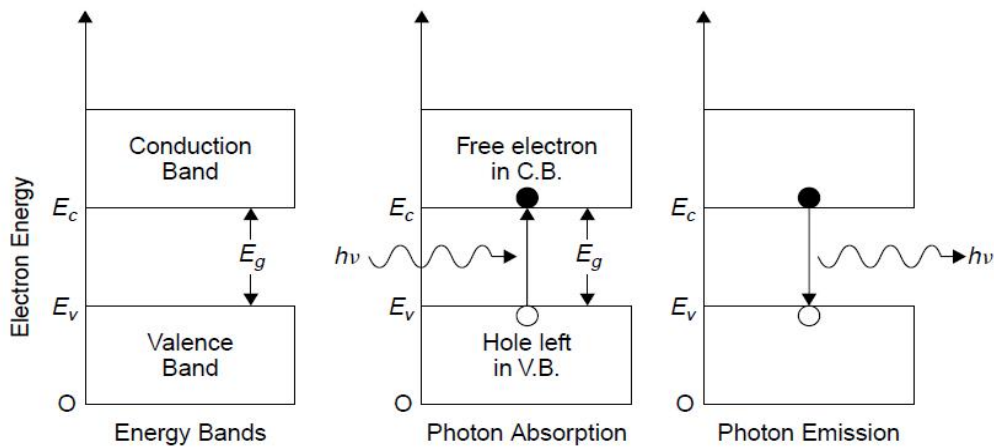 Electron Energy
Conduction
Band
E_c
E_g
E_v
Valence
Band
O
Energy Bands
Free electron
in C.B.
E_c
hν
E_g
E_v
Hole left
in V.B.
Photon Absorption
E_c
hν
E_v
Photon Emission